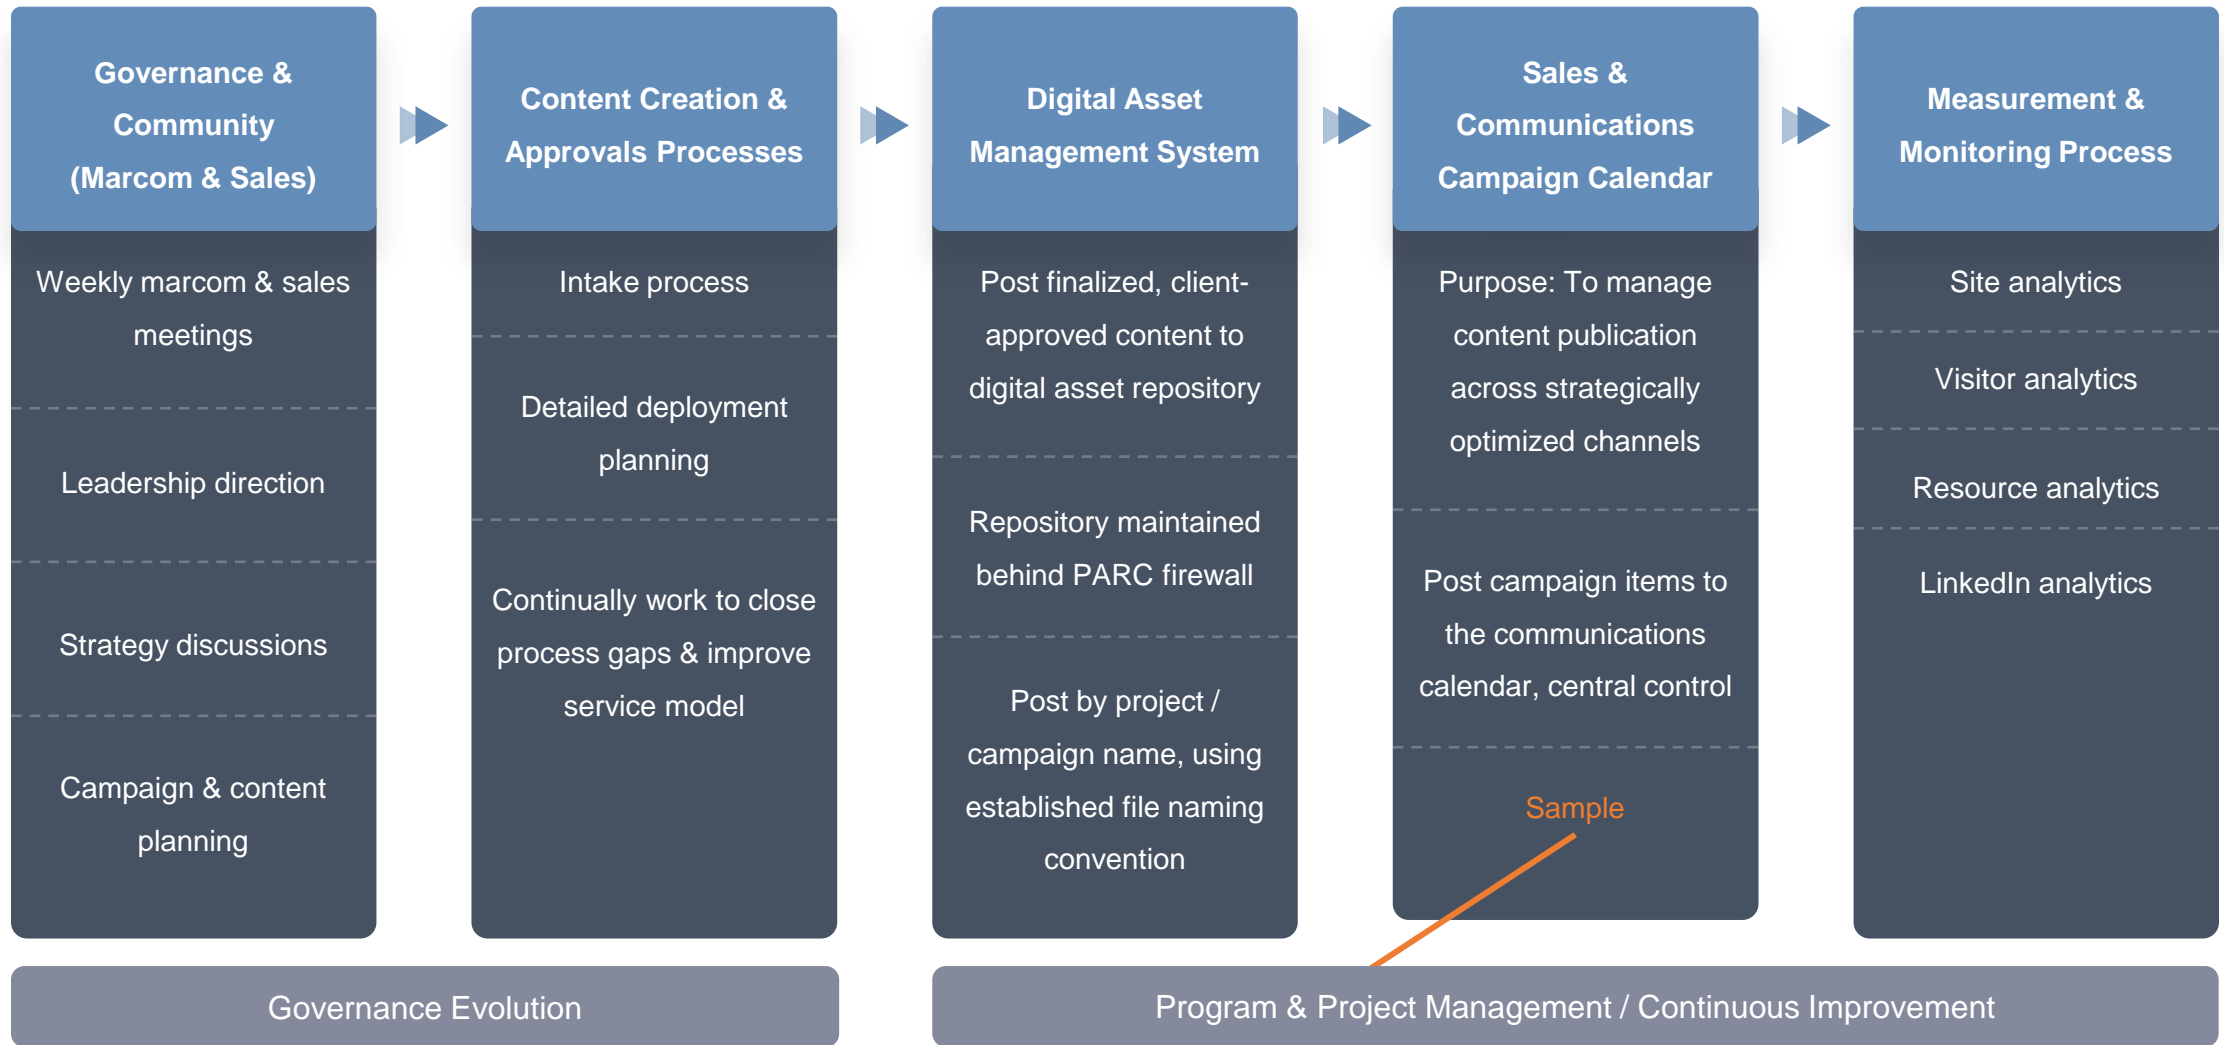 Governance &
Community
(Marcom & Sales)
Weekly marcom & sales
meetings
Leadership direction
Strategy discussions
Campaign & content
planning
Content Creation &
Approvals Processes
Intake process
Detailed deployment
planning
Continually work to close
process gaps & improve
service model
Digital Asset
Management System
Post finalized, client-
approved content to
digital asset repository
Repository maintained
behind PARC firewall
Post by project /
campaign name, using
established file naming
convention
Sales &
Communications
Campaign Calendar
Purpose: To manage
content publication
across strategically
optimized channels
Post campaign items to
the communications
calendar, central control
Sample
Measurement &
Monitoring Process
Site analytics
Visitor analytics
Resource analytics
LinkedIn analytics
Governance Evolution
Program & Project Management / Continuous Improvement